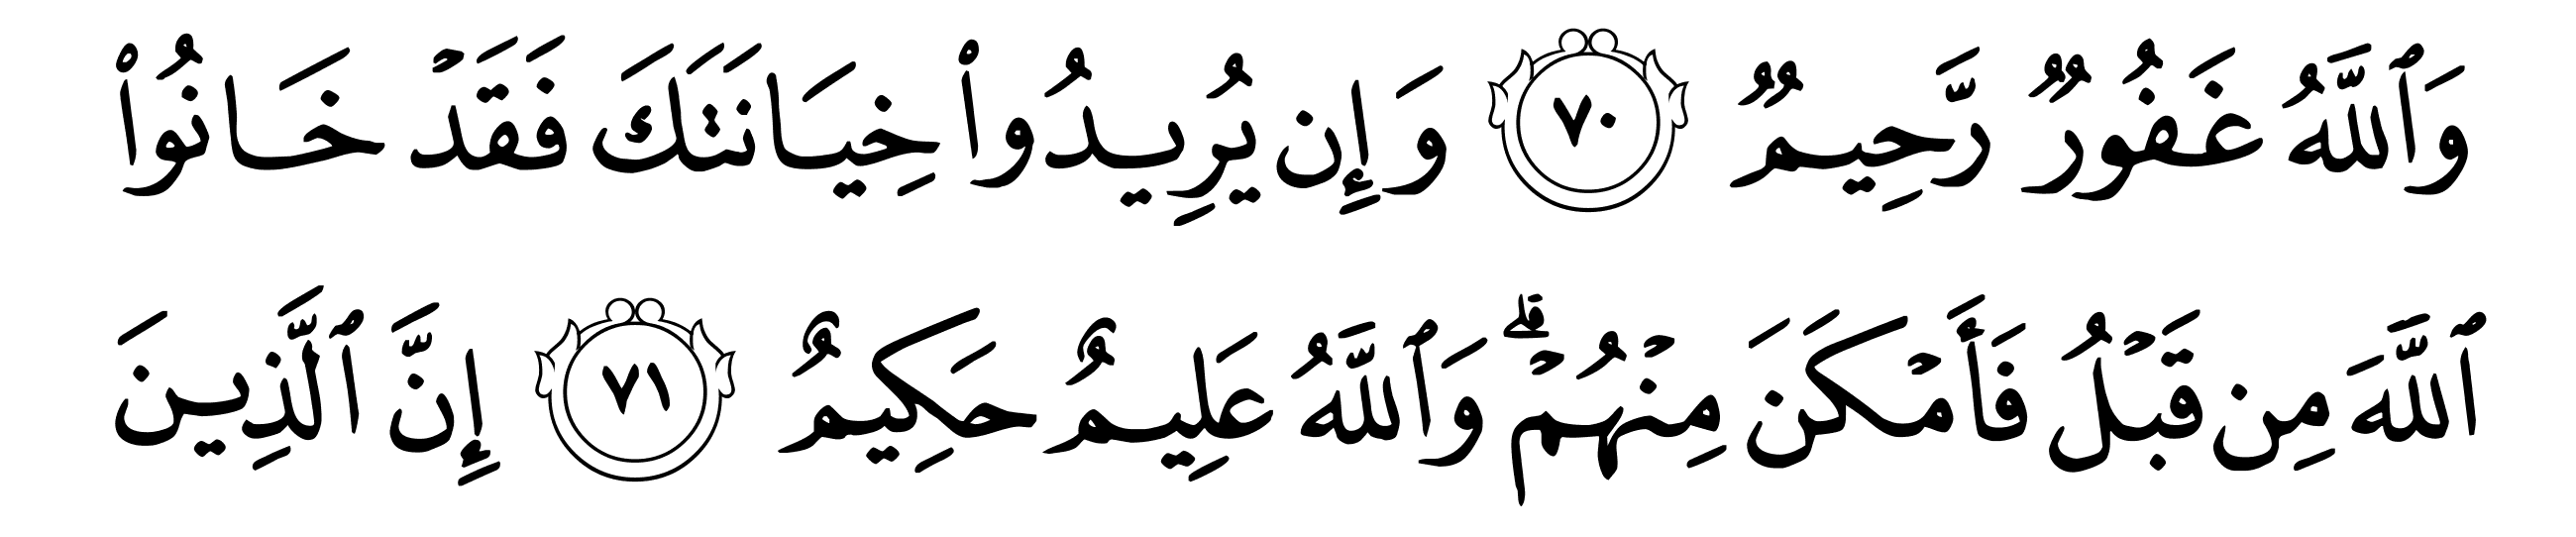 وَٱللَّهُ غَفُورٌ رَّحِيمٌ ٧٠ وَإِن يُرِيدُوا۟ خِيَانَتَكَ فَقَدْ خَانُوا۟
ٱللَّهَ مِن قَبْلُ فَأَمْكَنَ مِنْهُمْ ۗ وَٱللَّهُ عَلِيمٌ حَكِيمٌ ٧١ إِنَّ ٱلَّذِينَ